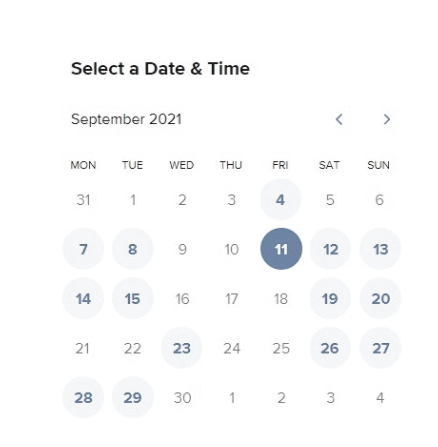 Select a Date & Time
September 2021
MON TUE WED THU FRI SAT SUN
31 1 2 3 4 5 6
7 8 9 10 11 12 13
14 15 16 17 18 19 20
21 22 23 24 25 26 27
28 29 30 1 2 3 4